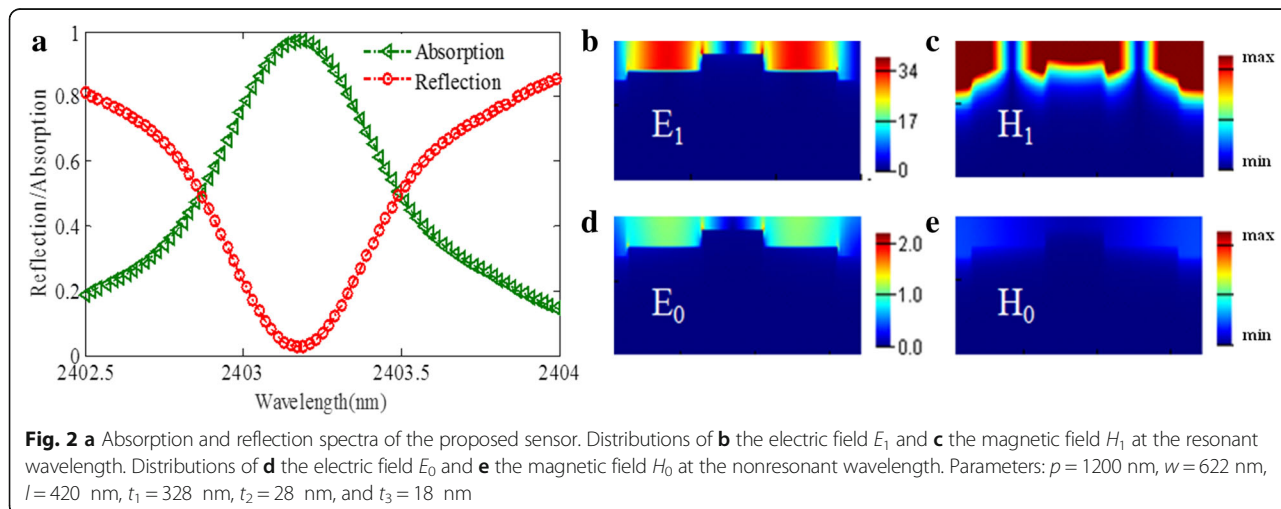 a
1
0.8
0.6
0.4
0.2
0
Reflection/Absorption
Absorption
Reflection
2402.5 2403 2403.5 2404
Wavelength(nm)
b
E1
34
17
0
c
H1
max
min
d
E0
2.0
1.0
0.0
e
H0
max
min
Fig. 2 a Absorption and reflection spectra of the proposed sensor. Distributions of b the electric field E1 and c the magnetic field H1 at the resonant
wavelength. Distributions of d the electric field E0 and e the magnetic field H0 at the nonresonant wavelength. Parameters: p = 1200 nm, w = 622 nm,
l = 420 nm, t1 = 328 nm, t2 = 28 nm, and t3 = 18 nm